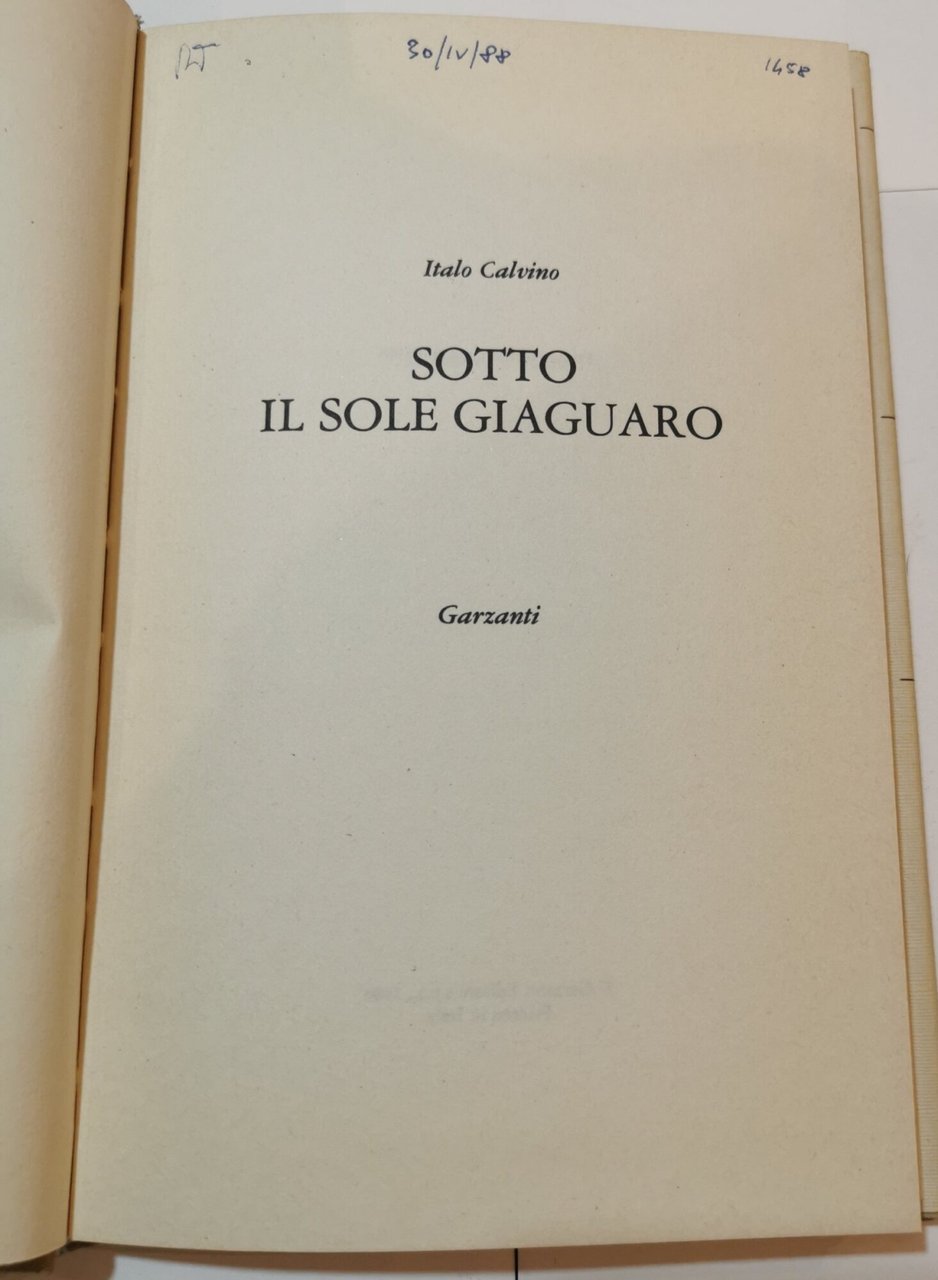 30/IV/88
1458
Italo Calvino
SOTTO
IL SOLE GIAGUARO
Garzanti